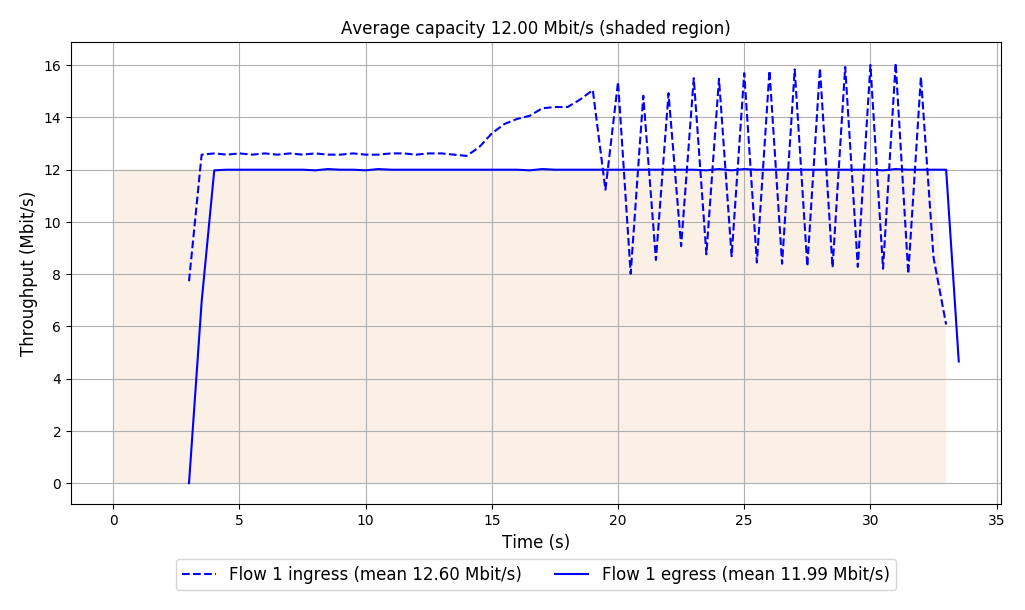 Average capacity 12.00 Mbit/s (shaded region)
Throughput (Mbit/s)
16
14
12
10
8
6
4
2
0
0 5 10 15 20 25 30 35
Time (s)
Flow 1 ingress (mean 12.60 Mbit/s) Flow 1 egress (mean 11.99 Mbit/s)